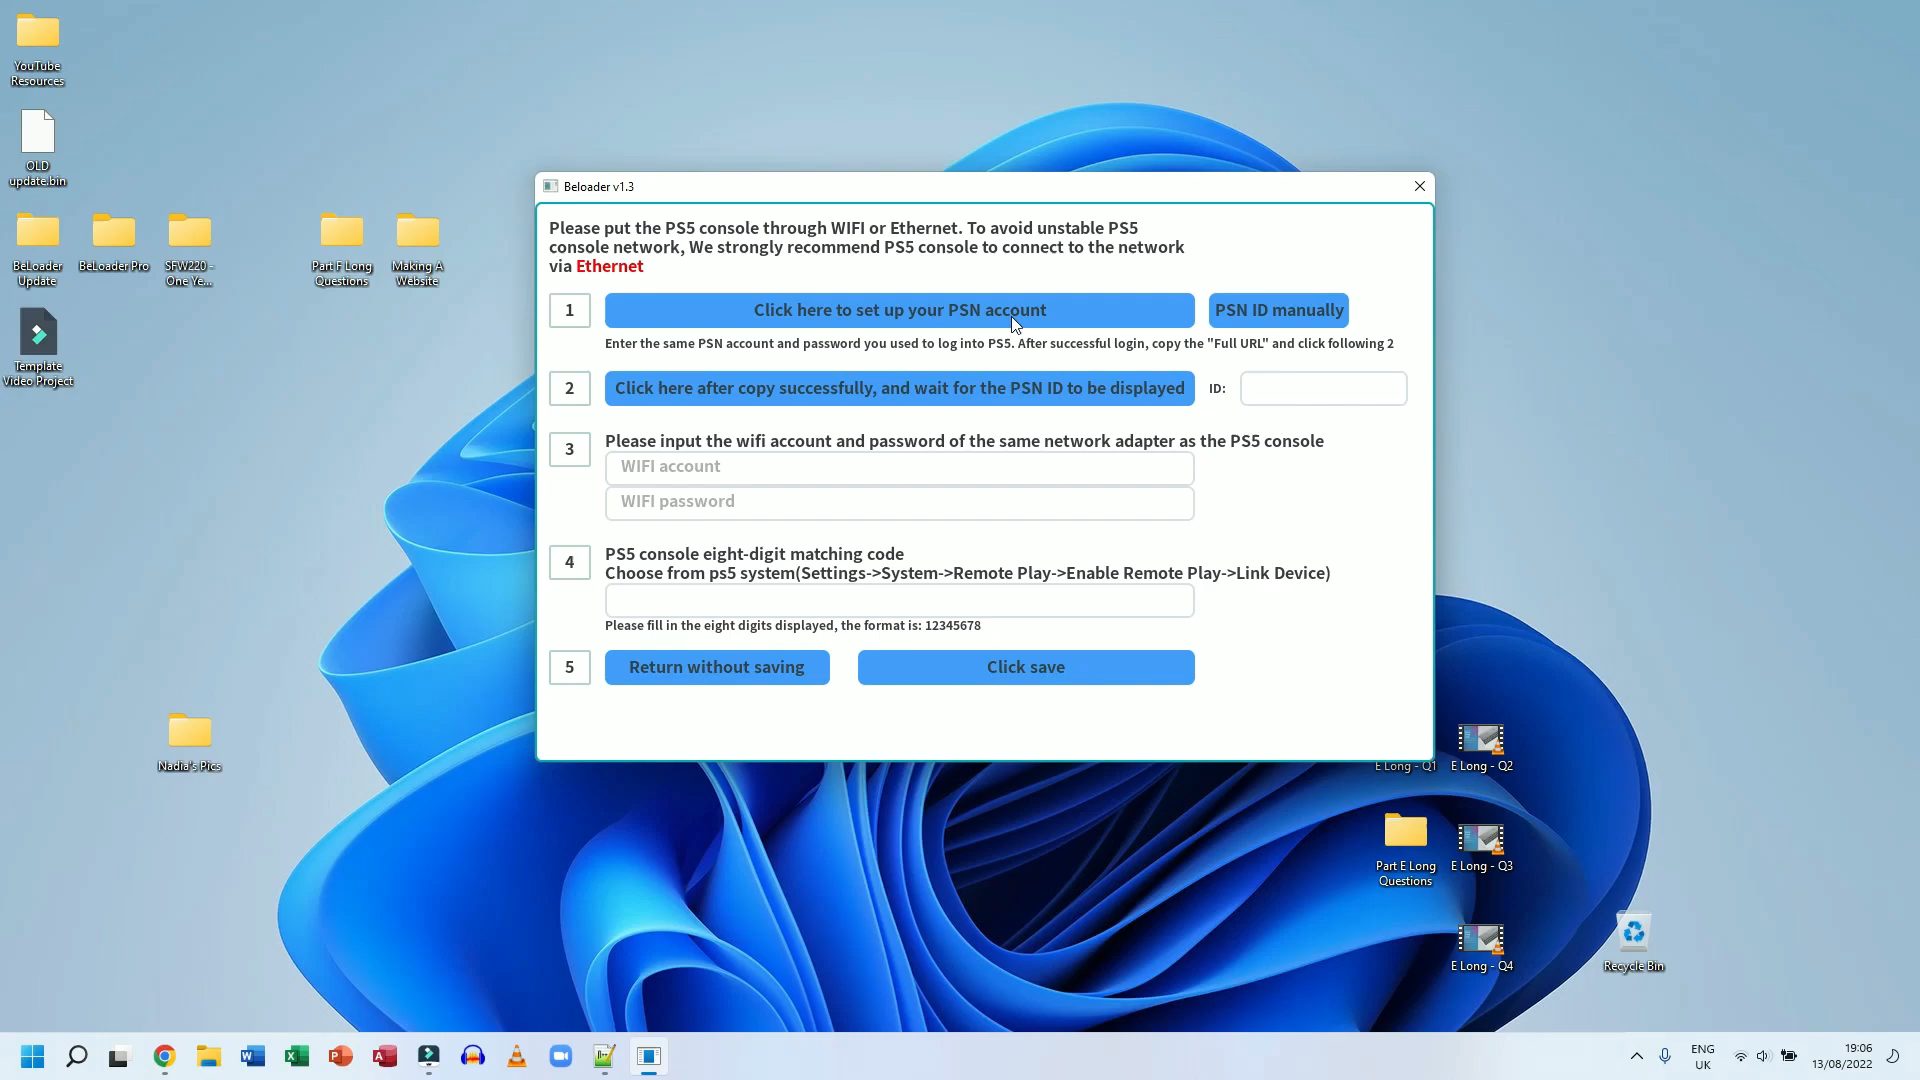 YouTube
Resources
OLD
update.bin
BeLoader
Update
BeLoader Pro
SFW220 -
One Ye...
Part F Long
Questions
Making A
Website
Template
Video Project
Nadia's Pics
Beloader v1.3
Please put the PS5 console through WIFI or Ethernet. To avoid unstable PS5
console network, We strongly recommend PS5 console to connect to the network
via Ethernet
1
Click here to set up your PSN account
PSN ID manually
Enter the same PSN account and password you used to log into PS5. After successful login, copy the "Full URL" and click following 2
2
Click here after copy successfully, and wait for the PSN ID to be displayed
ID:
3
Please input the wifi account and password of the same network adapter as the PS5 console
WIFI account
WIFI password
4
PS5 console eight-digit matching code
Choose from ps5 system(Settings->System->Remote Play->Enable Remote Play->Link Device)
Please fill in the eight digits displayed, the format is: 12345678
5
Return without saving
Click save
E Long - Q1
E Long - Q2
Part E Long
Questions
E Long - Q3
E Long - Q4
Recycle Bin
ENG
UK
19:06
13/08/2022